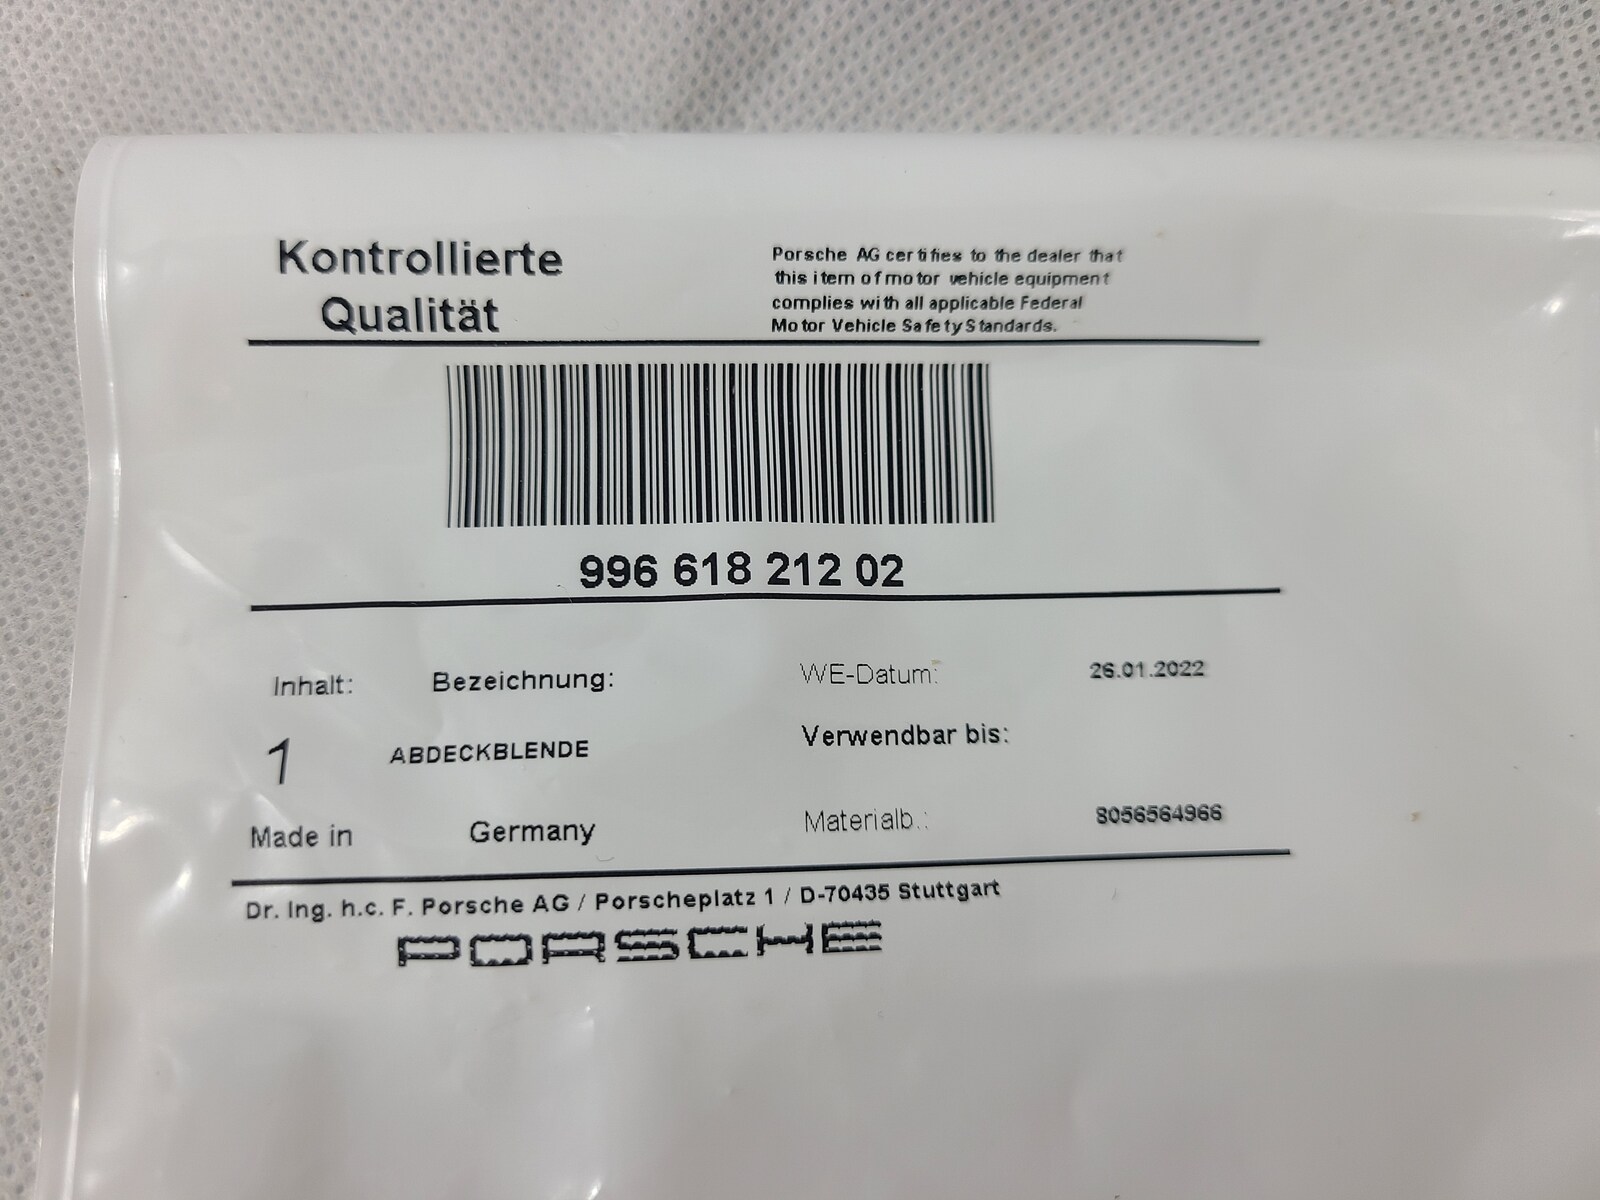 Kontrollierte
Qualität
Porsche AG certifies to the dealer that
this item of motor vehicle equipment
complies with all applicable Federal
Motor Vehicle Safety Standards.
996 618 212 02
Inhalt: Bezeichnung: WE-Datum: 26.01.2022
1 ABDECKBLENDE Verwendbar bis:
Made in Germany Materialb.: 8056564966
Dr. Ing. h.c. F. Porsche AG / Porscheplatz 1 / D-70435 Stuttgart
PORSCHE